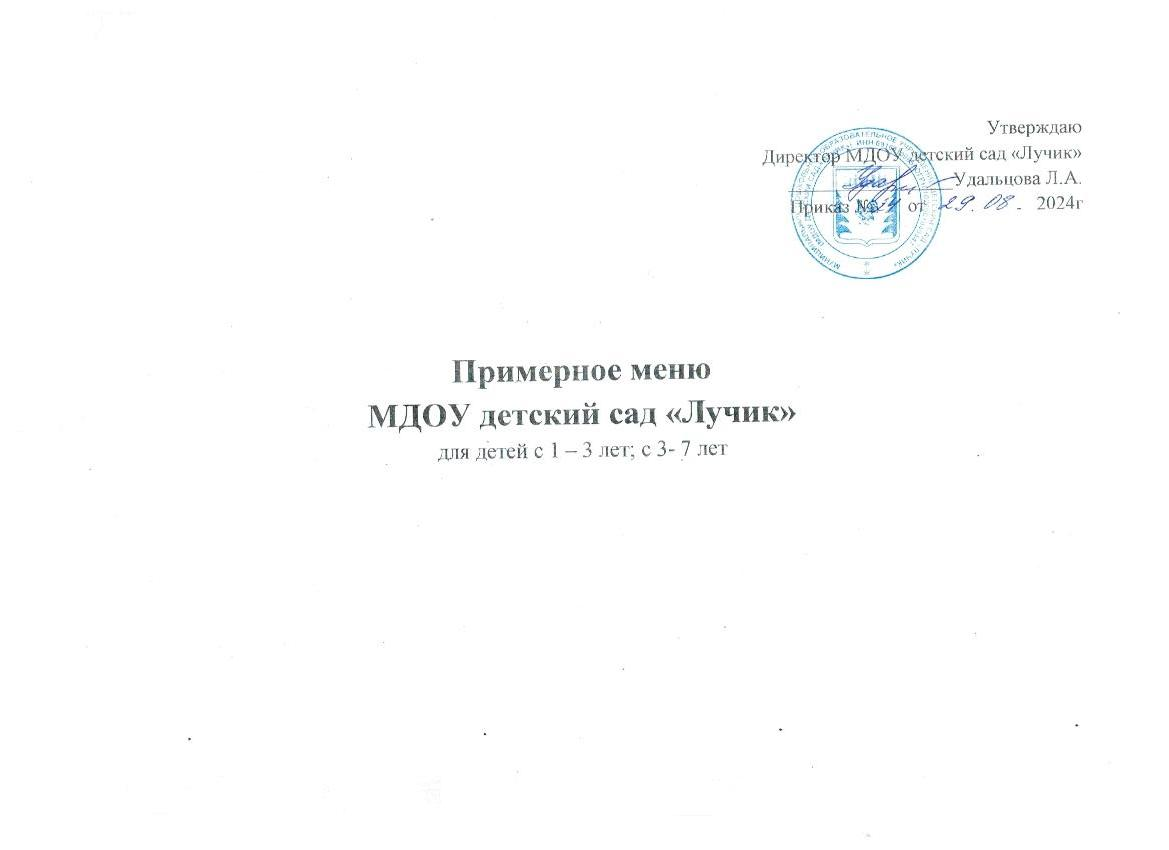 Утверждаю
Директор МДОУ детский сад «Лучик»
Удальцова Л.А.
Приказ № от 29.08. 2024г
Примерное меню
МДОУ детский сад «Лучик»
для детей с 1 – 3 лет; с 3- 7 лет